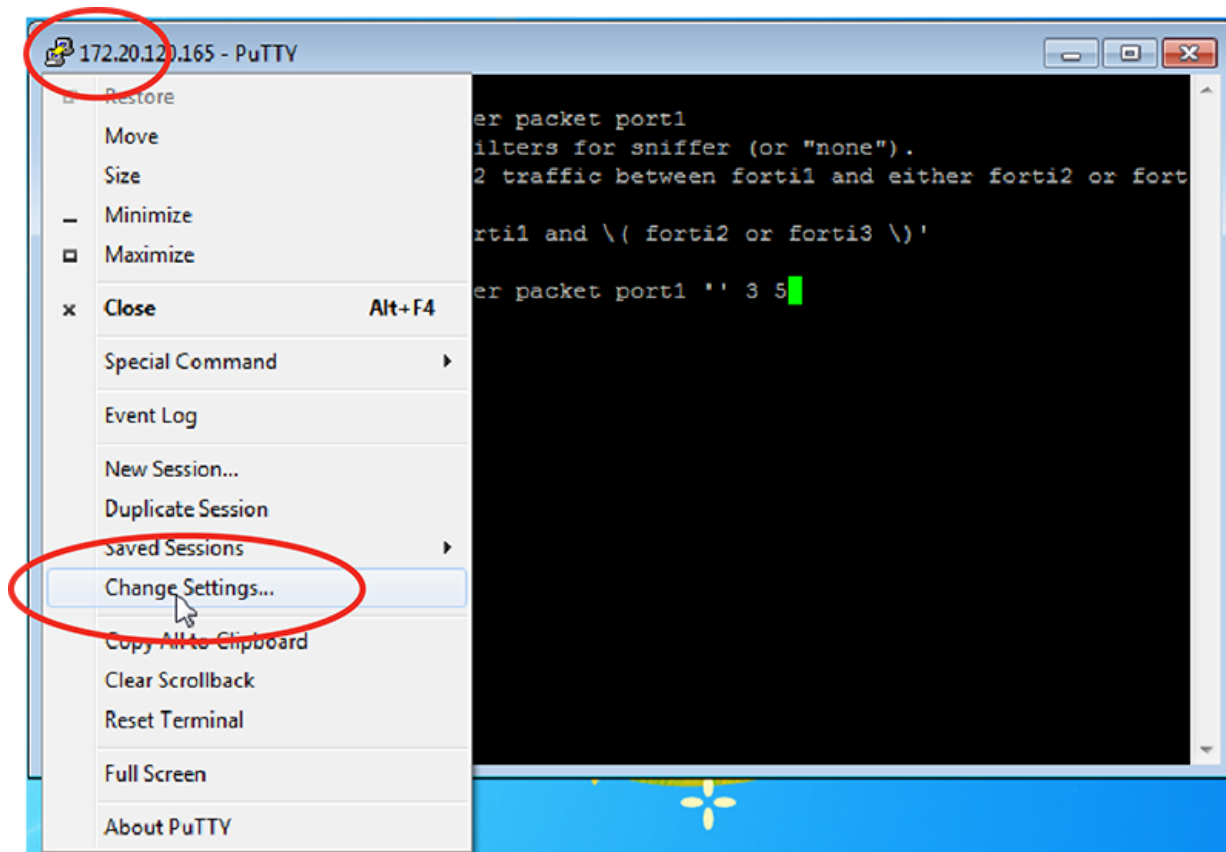 172.20.120.165 - PuTTY
Restore
Move
Size
Minimize
Maximize
Close Alt+F4
Special Command
Event Log
New Session...
Duplicate Session
Saved Sessions
Change Settings...
Copy All to Clipboard
Clear Scrollback
Reset Terminal
Full Screen
About PuTTY
er packet port1
ilters for sniffer (or "none").
2 traffic between forti1 and either forti2 or fort
rti1 and \( forti2 or forti3 \)'
er packet port1 '' 3 5